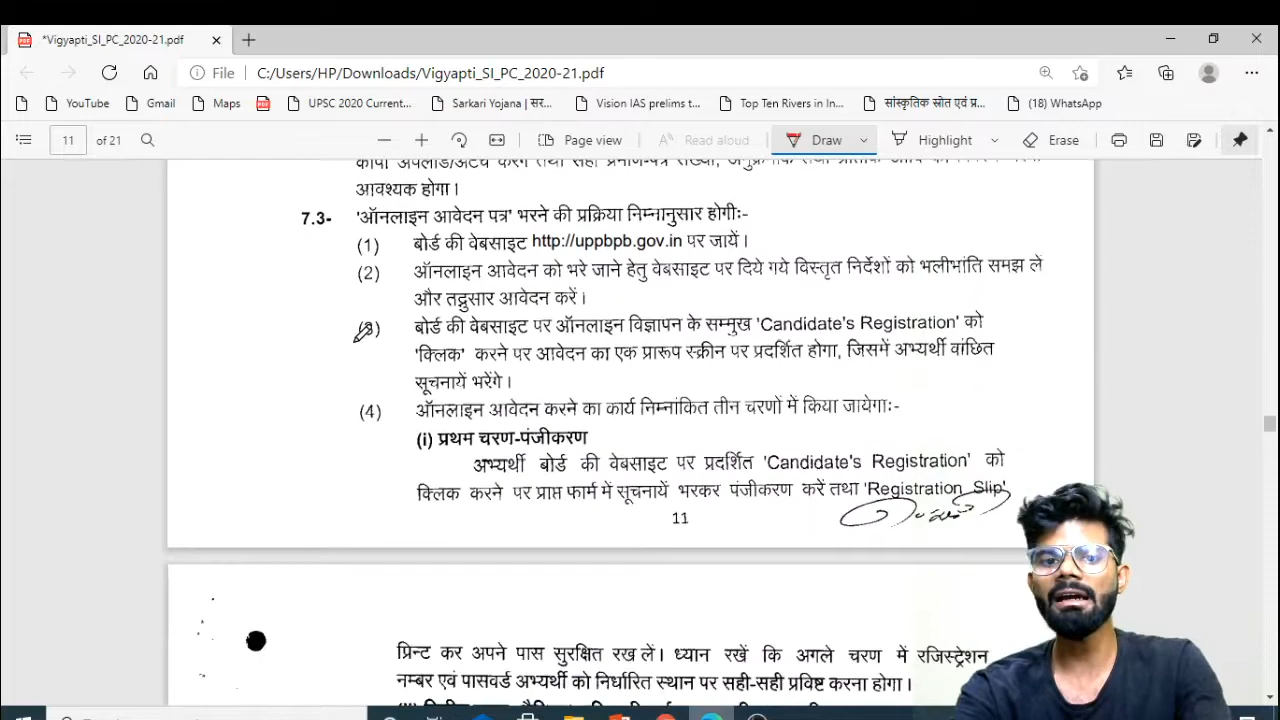 *Vigyapti_SI_PC_2020-21.pdf
File C:/Users/HP/Downloads/Vigyapti_SI_PC_2020-21.pdf
YouTube Gmail Maps UPSC 2020 Current... Sarkari Yojana | सर... Vision IAS prelims t... Top Ten Rivers in In... सांस्कृतिक स्रोत एवं प्र... (18) WhatsApp
11 of 21 Page view Read aloud Draw Highlight Erase
आवश्यक होगा।
7.3- 'ऑनलाइन आवेदन पत्र' भरने की प्रक्रिया निम्नानुसार होगीः-
(1) बोर्ड की वेबसाइट http://uppbpb.gov.in पर जायें।
(2) ऑनलाइन आवेदन को भरे जाने हेतु वेबसाइट पर दिये गये विस्तृत निर्देशों को भलीभांति समझ लें
और तद्नुसार आवेदन करें।
(3) बोर्ड की वेबसाइट पर ऑनलाइन विज्ञापन के सम्मुख 'Candidate's Registration' को
'क्लिक' करने पर आवेदन का एक प्रारूप स्क्रीन पर प्रदर्शित होगा, जिसमें अभ्यर्थी वांछित
सूचनायें भरेंगे।
(4) ऑनलाइन आवेदन करने का कार्य निम्नांकित तीन चरणों में किया जायेगाः-
(i) प्रथम चरण-पंजीकरण
अभ्यर्थी बोर्ड की वेबसाइट पर प्रदर्शित 'Candidate's Registration' को
क्लिक करने पर प्राप्त फार्म में सूचनायें भरकर पंजीकरण करें तथा 'Registration Slip'
11
प्रिन्ट कर अपने पास सुरक्षित रख लें। ध्यान रखें कि अगले चरण में रजिस्ट्रेशन
नम्बर एवं पासवर्ड अभ्यर्थी को निर्धारित स्थान पर सही-सही प्रविष्ट करना होगा।